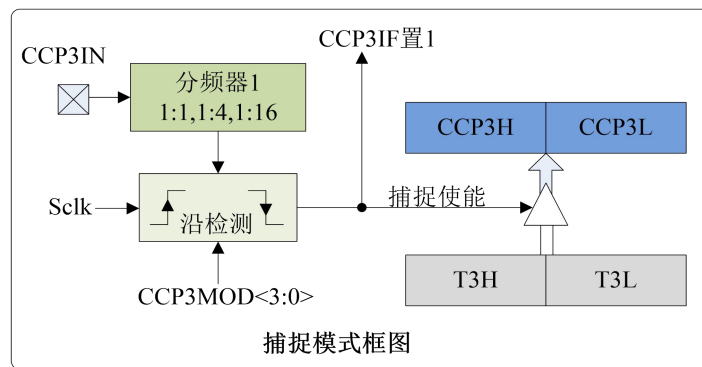 CCP3IF置1
CCP3IN
分频器1
1:1,1:4,1:16
CCP3H
CCP3L
Sclk
沿检测
捕捉使能
CCP3MOD<3:0>
T3H
T3L
捕捉模式框图